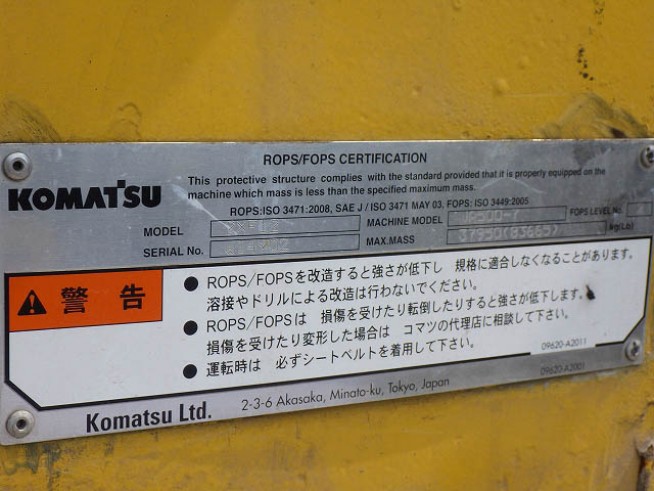 ROPS/FOPS CERTIFICATION
KOMATSU
This protective structure complies with the standard provided that it is properly equipped on the
machine which mass is less than the specified maximum mass.
ROPS:ISO 3471:2008, SAE J / ISO 3471 MAY 03. FOPS: ISO 3449:2005
MODEL MACHINE MODEL FOPS LEVEL No.
SERIAL No. MAX.MASS 37950(83665) kg(Lb)
警告
● ROPS/FOPSを改造すると強さが低下し 規格に適合しなくなることがあります。
溶接やドリルによる改造は行わないでください。
● ROPS/FOPSは 損傷を受けたり転倒したりすると強さが低下します。
損傷を受けたり変形した場合は コマツの代理店に相談して下さい。
● 運転時は 必ずシートベルトを着用して下さい。
09620-A2011
09620-A2001
Komatsu Ltd. 2-3-6 Akasaka, Minato-ku, Tokyo, Japan